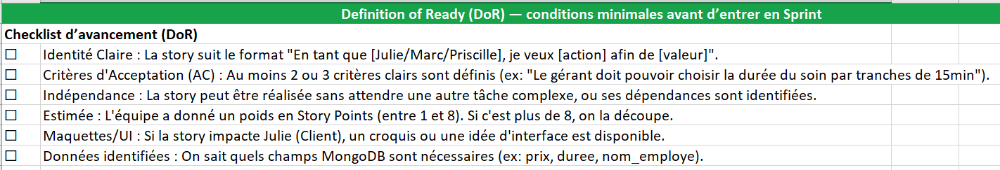 Definition of Ready (DoR) — conditions minimales avant d’entrer en Sprint
Checklist d’avancement (DoR)
☐ Identité Claire : La story suit le format "En tant que [Julie/Marc/Priscille], je veux [action] afin de [valeur]".
☐ Critères d'Acceptation (AC) : Au moins 2 ou 3 critères clairs sont définis (ex: "Le gérant doit pouvoir choisir la durée du soin par tranches de 15min").
☐ Indépendance : La story peut être réalisée sans attendre une autre tâche complexe, ou ses dépendances sont identifiées.
☐ Estimée : L'équipe a donné un poids en Story Points (entre 1 et 8). Si c'est plus de 8, on la découpe.
☐ Maquettes/UI : Si la story impacte Julie (Client), un croquis ou une idée d'interface est disponible.
☐ Données identifiées : On sait quels champs MongoDB sont nécessaires (ex: prix, duree, nom_employe).